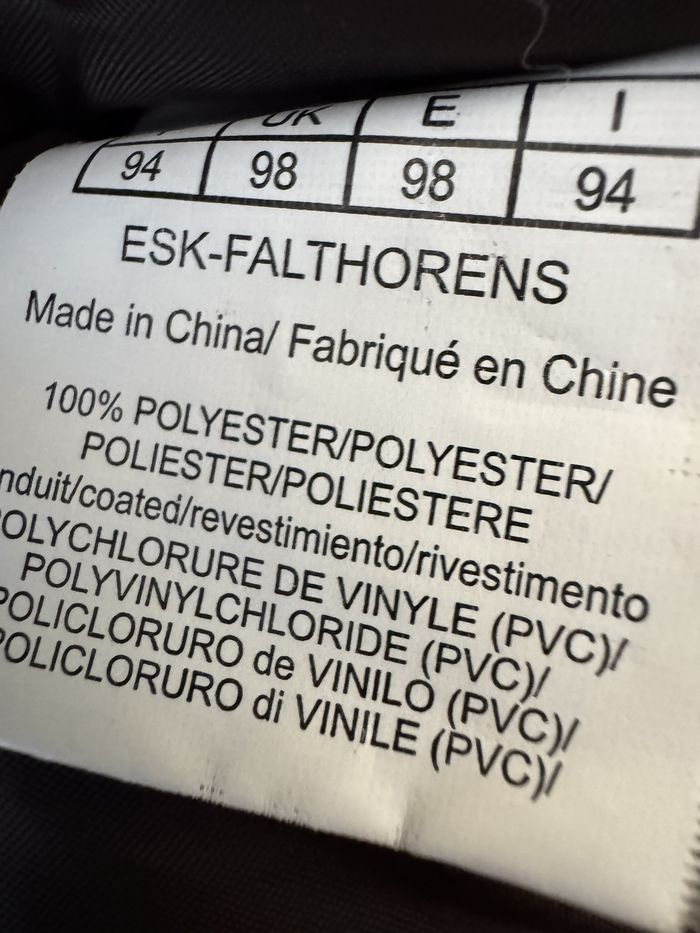 UK E I
94 98 98 94
ESK-FALTHORENS
Made in China/ Fabriqué en Chine
100% POLYESTER/POLYESTER/
POLIESTER/POLIESTERE
nduit/coated/revestimiento/rivestimento
POLYCHLORURE DE VINYLE (PVC)/
POLYVINYLCHLORIDE (PVC)/
POLICLORURO de VINILO (PVC)/
POLICLORURO di VINILE (PVC)/